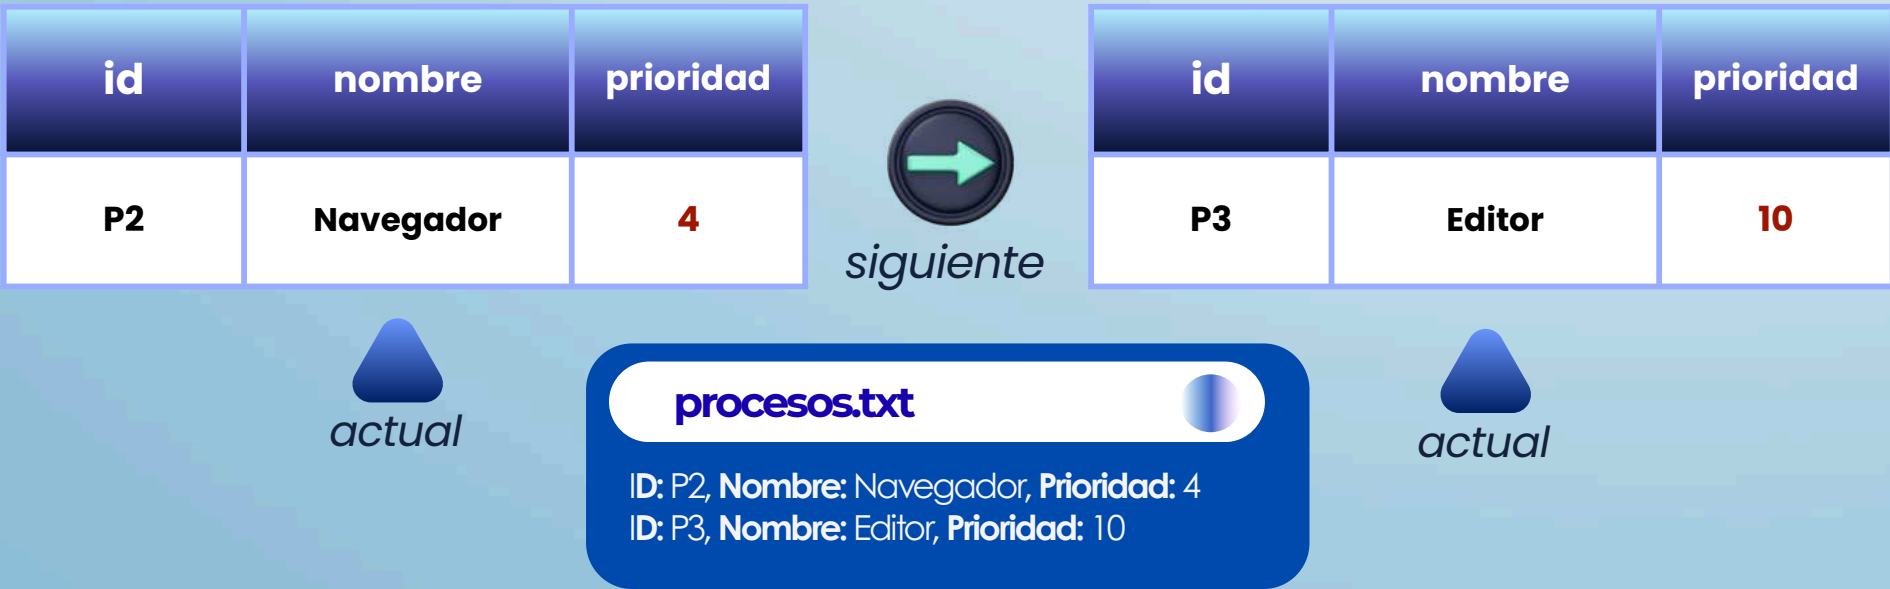 id nombre prioridad
P2 Navegador 4
siguiente
id nombre prioridad
P3 Editor 10
actual
procesos.txt
ID: P2, Nombre: Navegador, Prioridad: 4
ID: P3, Nombre: Editor, Prioridad: 10
actual